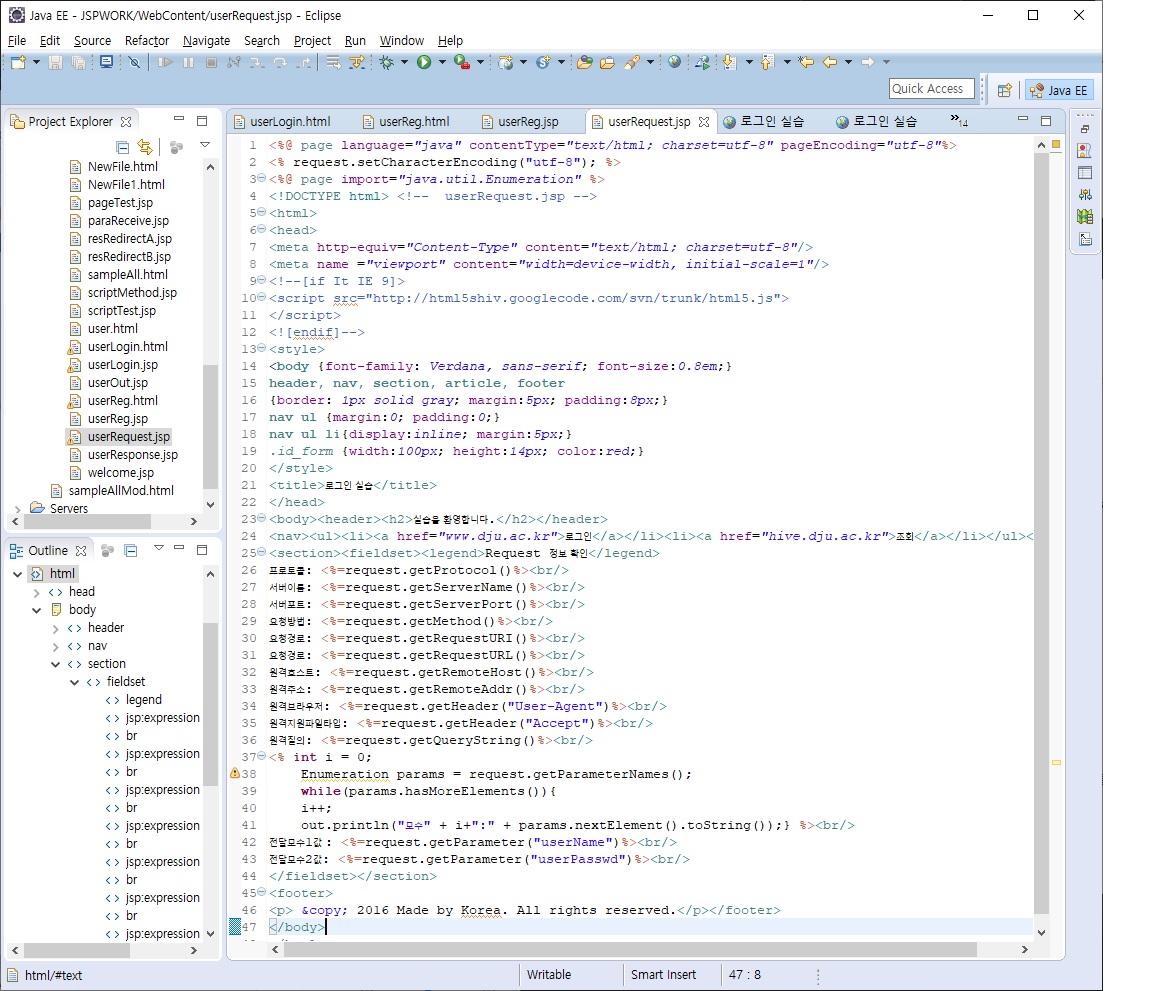 Java EE - JSPWORK/WebContent/userRequest.jsp - Eclipse
File Edit Source Refactor Navigate Search Project Run Window Help
Quick Access
Java EE
Project Explorer
NewFile.html
NewFile1.html
pageTest.jsp
paraReceive.jsp
resRedirectA.jsp
resRedirectB.jsp
sampleAll.html
scriptMethod.jsp
scriptTest.jsp
user.html
userLogin.html
userLogin.jsp
userOut.jsp
userReg.html
userReg.jsp
userRequest.jsp
userResponse.jsp
welcome.jsp
sampleAllMod.html
Servers
Outline
html
head
body
header
nav
section
fieldset
legend
jsp:expression
br
jsp:expression
br
jsp:expression
br
jsp:expression
br
jsp:expression
br
jsp:expression
br
jsp:expression
userLogin.html userReg.html userReg.jsp userRequest.jsp 로그인 실습 로그인 실습 »14
1 <%@ page language="java" contentType="text/html; charset=utf-8" pageEncoding="utf-8"%>
2 <% request.setCharacterEncoding("utf-8"); %>
3 <%@ page import="java.util.Enumeration" %>
4 <!DOCTYPE html> <!--  userRequest.jsp -->
5 <html>
6 <head>
7 <meta http-equiv="Content-Type" content="text/html; charset=utf-8"/>
8 <meta name ="viewport" content="width=device-width, initial-scale=1"/>
9 <!--[if It IE 9]>
10 <script src="http://html5shiv.googlecode.com/svn/trunk/html5.js">
11 </script>
12 <![endif]-->
13 <style>
14 <body {font-family: Verdana, sans-serif; font-size:0.8em;}
15 header, nav, section, article, footer
16 {border: 1px solid gray; margin:5px; padding:8px;}
17 nav ul {margin:0; padding:0;}
18 nav ul li{display:inline; margin:5px;}
19 .id_form {width:100px; height:14px; color:red;}
20 </style>
21 <title>로그인 실습</title>
22 </head>
23 <body><header><h2>실습을 환영합니다.</h2></header>
24 <nav><ul><li><a href="www.dju.ac.kr">로그인</a></li><li><a href="hive.dju.ac.kr">조회</a></li></ul><
25 <section><fieldset><legend>Request 정보 확인</legend>
26 프로토콜: <%=request.getProtocol()%><br/>
27 서버이름: <%=request.getServerName()%><br/>
28 서버포트: <%=request.getServerPort()%><br/>
29 요청방법: <%=request.getMethod()%><br/>
30 요청경로: <%=request.getRequestURI()%><br/>
31 요청경로: <%=request.getRequestURL()%><br/>
32 원격호스트: <%=request.getRemoteHost()%><br/>
33 원격주소: <%=request.getRemoteAddr()%><br/>
34 원격브라우저: <%=request.getHeader("User-Agent")%><br/>
35 원격지원파일타입: <%=request.getHeader("Accept")%><br/>
36 원격질의: <%=request.getQueryString()%><br/>
37 <% int i = 0;
38     Enumeration params = request.getParameterNames();
39     while(params.hasMoreElements()){
40     i++;
41     out.println("모수" + i+":" + params.nextElement().toString());} %><br/>
42 전달모수1값 : <%=request.getParameter("userName")%><br/>
43 전달모수2값: <%=request.getParameter("userPasswd")%><br/>
44 </fieldset></section>
45 <footer>
46 <p> &copy; 2016 Made by Korea. All rights reserved.</p></footer>
47 </body>
html/#text
Writable
Smart Insert
47 : 8